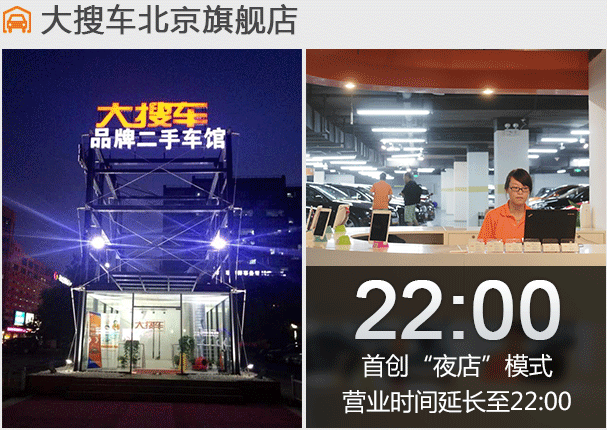 大搜车北京旗舰店
大搜车
品牌二手车馆
大搜车
22:00
首创“夜店”模式
营业时间延长至22:00